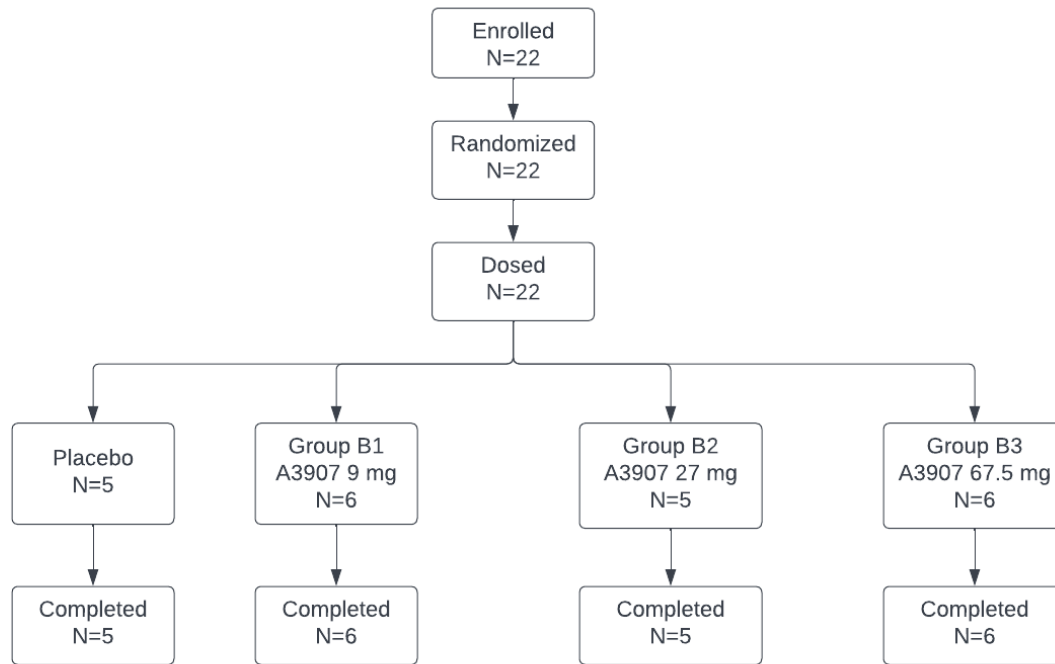 Enrolled
N=22
Randomized
N=22
Dosed
N=22
Placebo
N=5
Group B1
A3907 9 mg
N=6
Group B2
A3907 27 mg
N=5
Group B3
A3907 67.5 mg
N=6
Completed
N=5
Completed
N=6
Completed
N=5
Completed
N=6